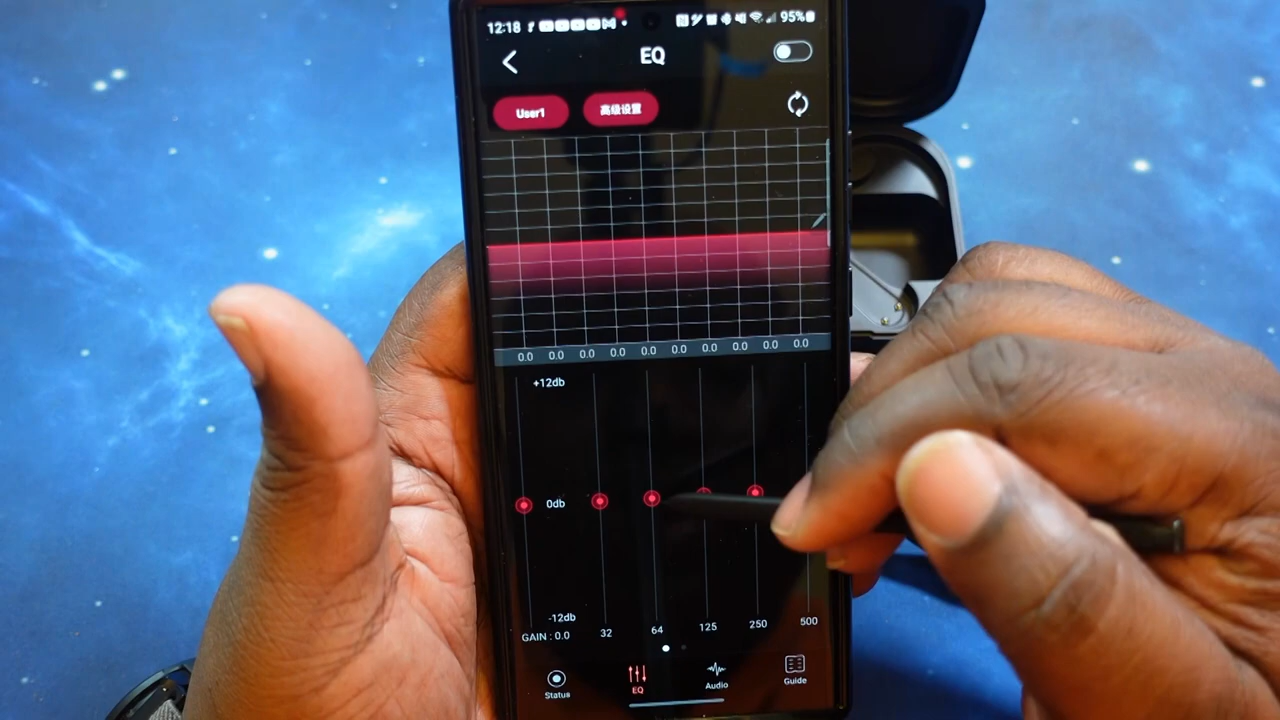 12:18 95%
EQ
User1 高级设置
0.0 0.0 0.0 0.0 0.0 0.0 0.0 0.0 0.0 0.0
+12db
0db
-12db
GAIN : 0.0 32 64 125 250 500
Status EQ Audio Guide